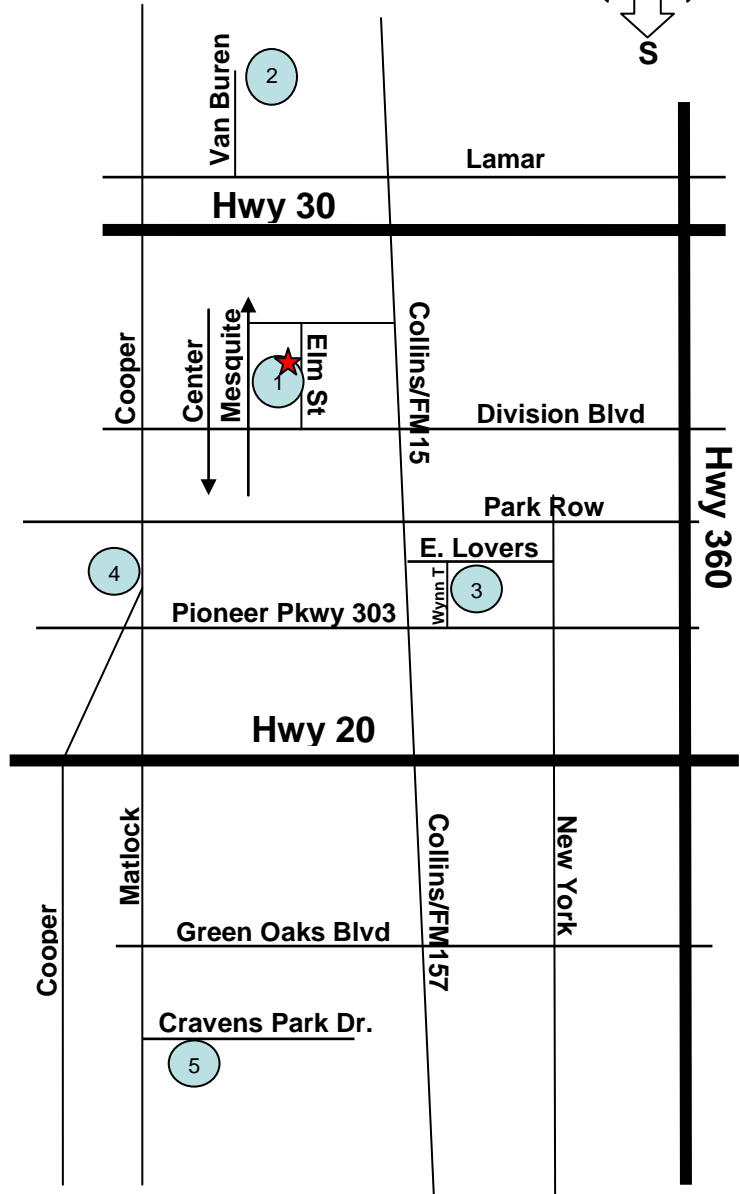 S
Van Buren
2
Lamar
Hwy 30
Cooper
Center
Mesquite
Elm St
1
Collins/FM15
Division Blvd
Hwy 360
Park Row
E. Lovers
4
Wynn T
3
Pioneer Pkwy 303
Hwy 20
Matlock
Collins/FM157
New York
Cooper
Green Oaks Blvd
Cravens Park Dr.
5